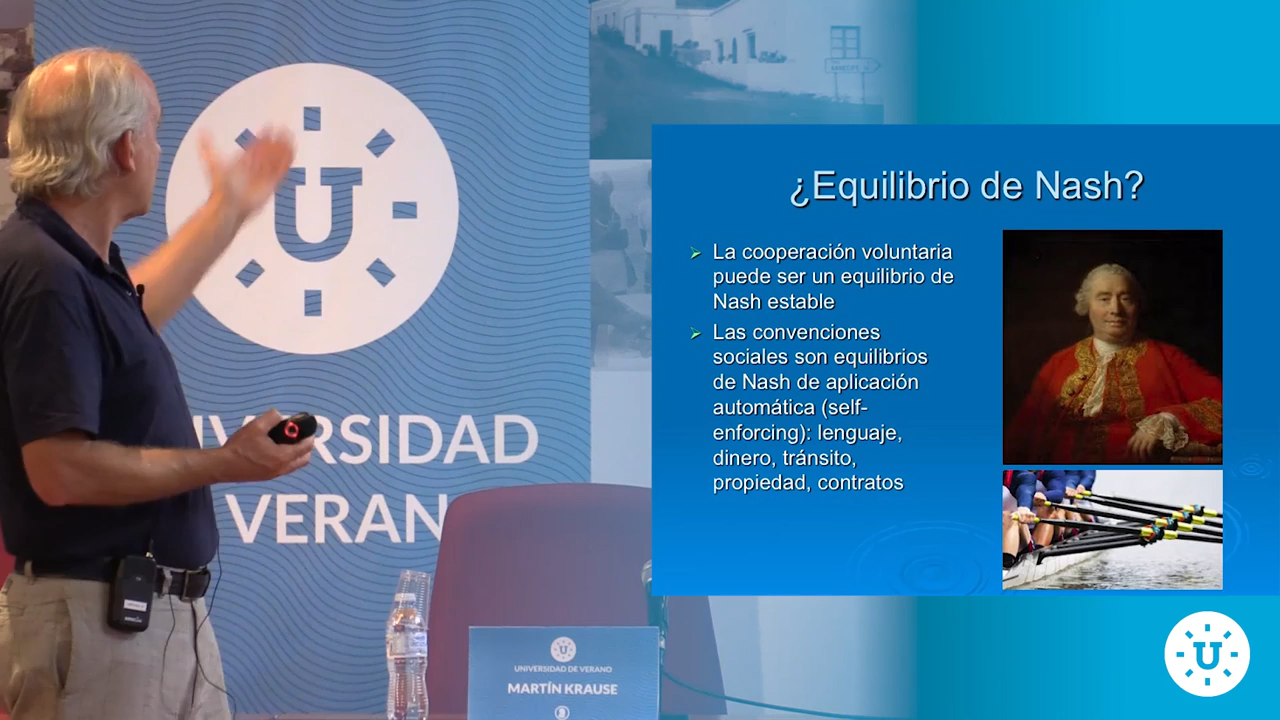 U
UNIVERSIDAD
VERAN
UNIVERSIDAD DE VERANO
MARTÍN KRAUSE
¿Equilibrio de Nash?
La cooperación voluntaria
puede ser un equilibrio de
Nash estable
Las convenciones
sociales son equilibrios
de Nash de aplicación
automática (self-
enforcing): lenguaje,
dinero, tránsito,
propiedad, contratos
U